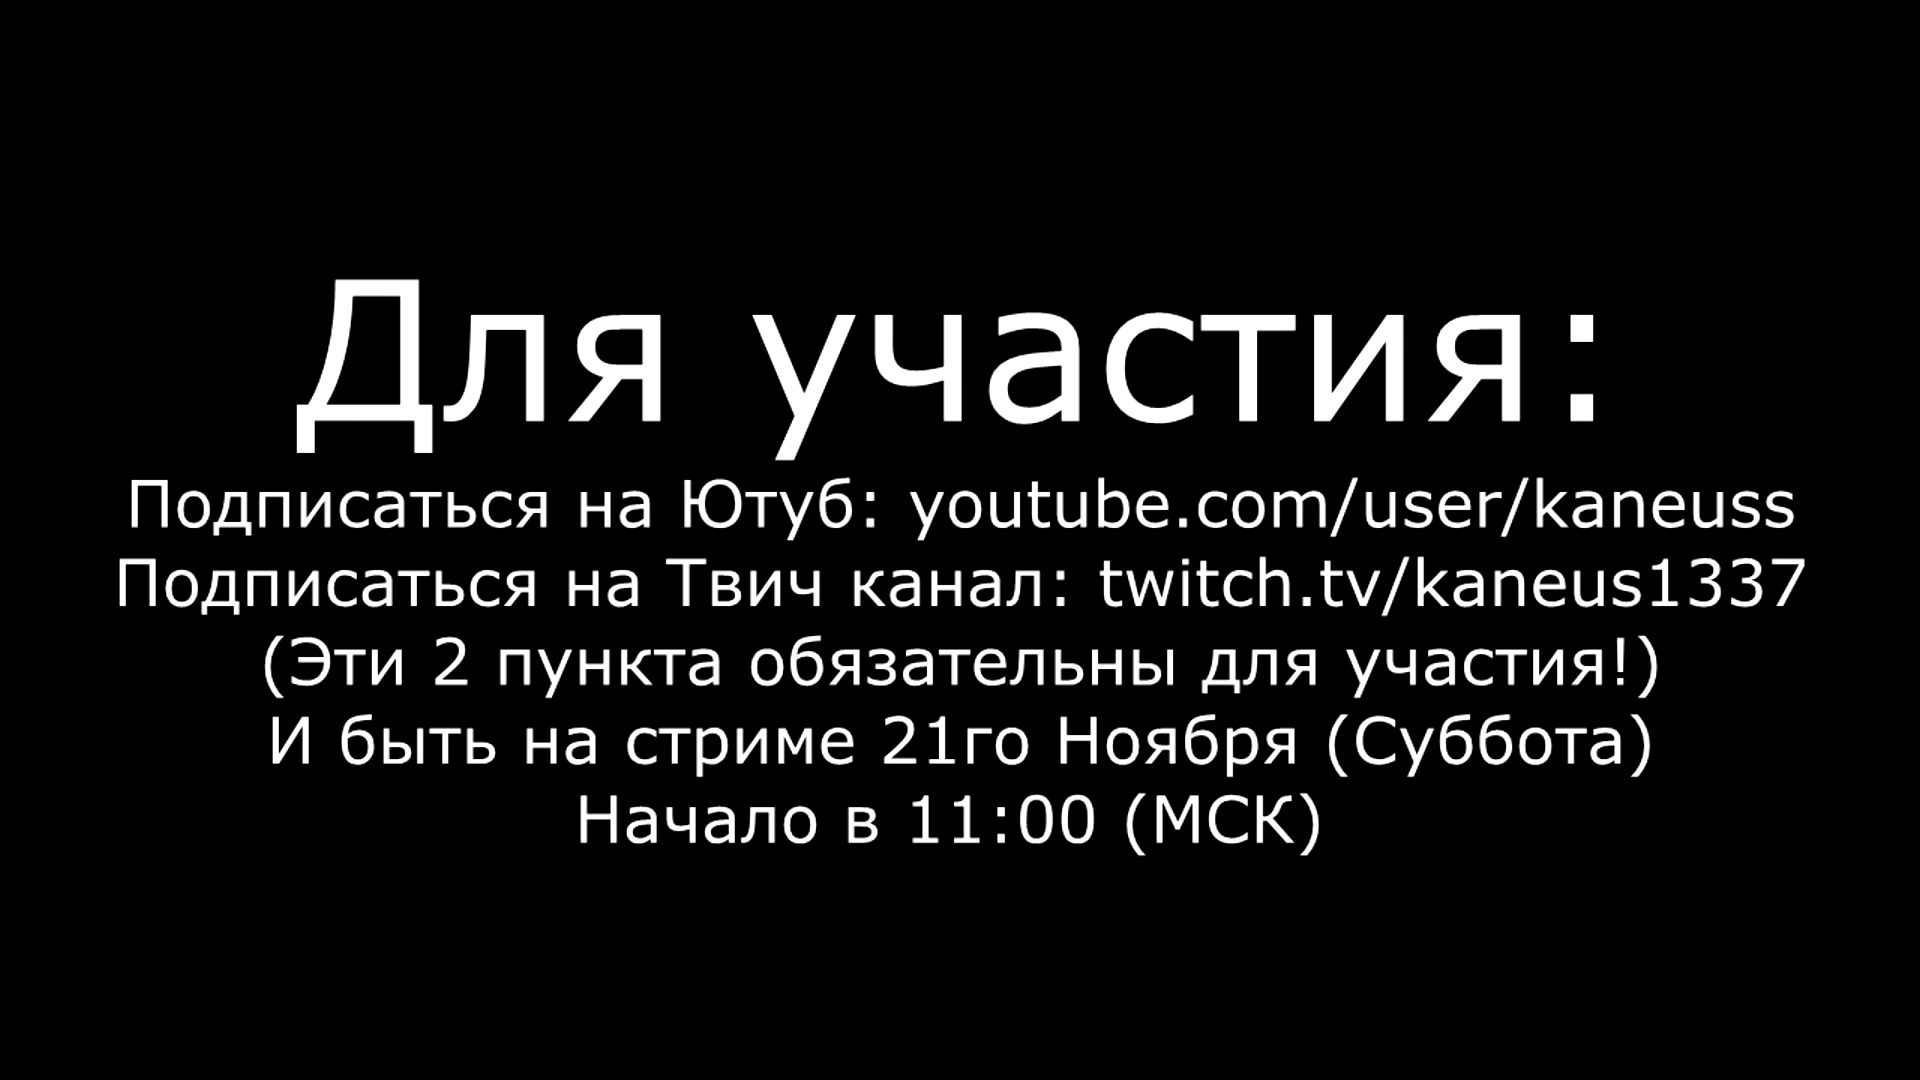 Для участия:
Подписаться на Ютуб: youtube.com/user/kaneuss
Подписаться на Твич канал: twitch.tv/kaneus1337
(Эти 2 пункта обязательны для участия!)
И быть на стриме 21го Ноября (Суббота)
Начало в 11:00 (МСК)